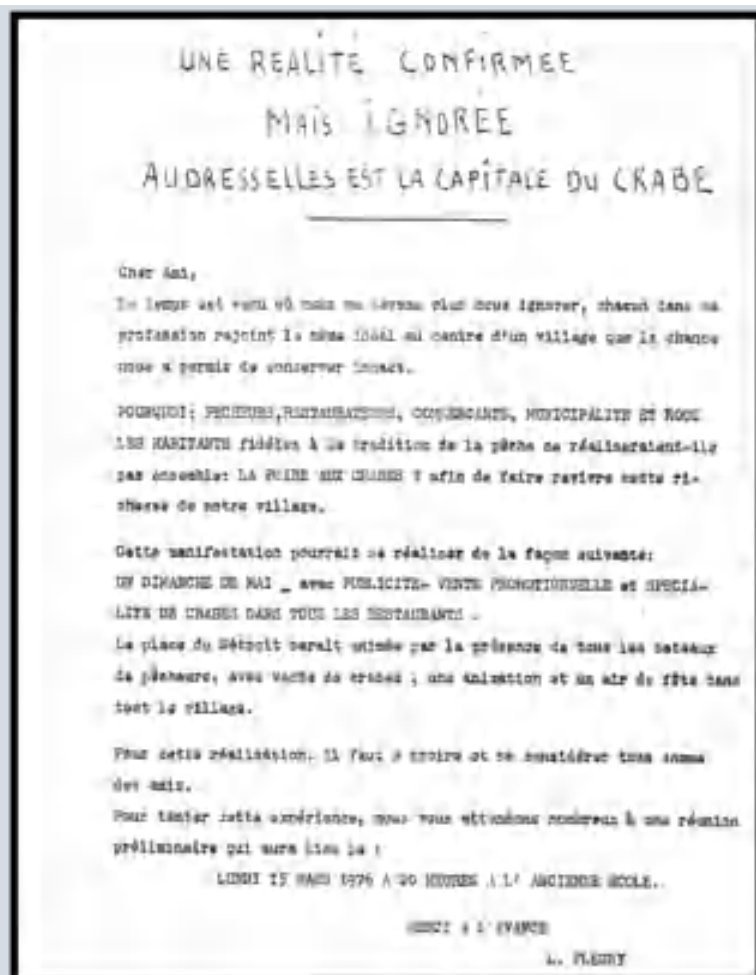 UNE REALITÉ CONFIRMEE
MAIS IGNORÉE
AUDRESSELLES EST LA CAPITALE DU CRABE
Cher Ami,
Le temps est venu où nous ne devons plus nous ignorer, chacun dans sa
profession rejoint le même idéal au centre d'un village que la chance
nous a permis de conserver intact.
POURQUOI: PECHEURS, RESTAURATEURS, COMMERCANTS, MUNICIPALITE ET TOUS
LES HABITANTS fidèles à la tradition de la pêche ne réaliseraient-ils
pas ensemble: LA FOIRE AUX CRABES ? afin de faire revivre cette ri-
chesse de notre village.
Cette manifestation pourrait se réaliser de la façon suivante:
UN DIMANCHE DE MAI _ avec PUBLICITE- VENTE PROMOTIONNELLE et SPECIA-
LITE DE CRABES DANS TOUS LES RESTAURANTS .
La place du Détroit serait animée par la présence de tous les bateaux
de pêcheurs, avec vente de crabes , une animation et un air de fête dans
tout le village.
Pour cette réalisation, il faut y croire et se considérer tous comme
des amis.
Pour tenter cette expérience, nous vous attendons nombreux à une réunion
préliminaire qui aura lieu le :
LUNDI 15 MARS 1976 A 20 HEURES A L' ANCIENNE ECOLE.
MERCI A L'AVANCE
L. FLEURY